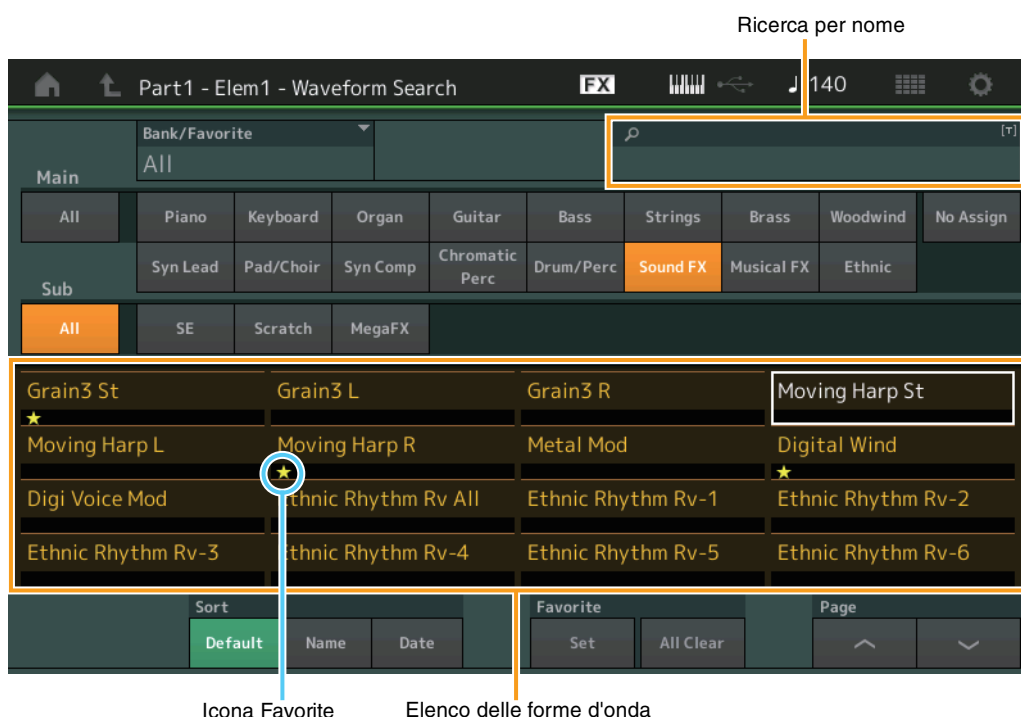 Ricerca per nome
Part1 - Elem1 - Waveform Search FX 140
Bank/Favorite
All [T]
Main
All Piano Keyboard Organ Guitar Bass Strings Brass Woodwind No Assign
Syn Lead Pad/Choir Syn Comp Chromatic Perc Drum/Perc Sound FX Musical FX Ethnic
Sub
All SE Scratch MegaFX
Grain3 St Grain3 L Grain3 R Moving Harp St
Moving Harp L Moving Harp R Metal Mod Digital Wind
Digi Voice Mod Ethnic Rhythm Rv All Ethnic Rhythm Rv-1 Ethnic Rhythm Rv-2
Ethnic Rhythm Rv-3 Ethnic Rhythm Rv-4 Ethnic Rhythm Rv-5 Ethnic Rhythm Rv-6
Sort Favorite Page
Default Name Date Set All Clear
Icona Favorite Elenco delle forme d'onda